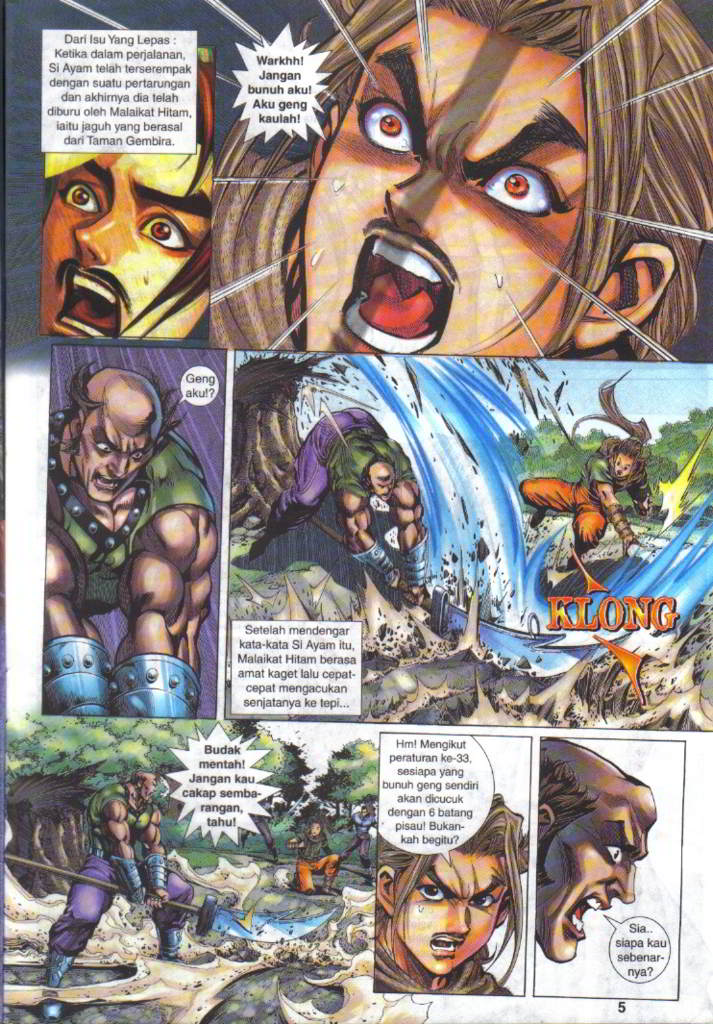 Dari Isu Yang Lepas :
Ketika dalam perjalanan,
Si Ayam telah terserempak
dengan suatu pertarungan
dan akhirnya dia telah
diburu oleh Malaikat Hitam,
iaitu jaguh yang berasal
dari Taman Gembira.
Warkhh!
Jangan
bunuh aku!
Aku geng
kaulah!
Geng
aku!?
KLONG
Setelah mendengar
kata-kata Si Ayam itu,
Malaikat Hitam berasa
amat kaget lalu cepat-
cepat mengacukan
senjatanya ke tepi...
Budak
mentah!
Jangan kau
cakap semba-
rangan,
tahu!
Hm! Mengikut
peraturan ke-33,
sesiapa yang
bunuh geng sendiri
akan dicucuk
dengan 6 batang
pisau! Bukan-
kah begitu?
Sia..
siapa kau
sebenar-
nya?
5